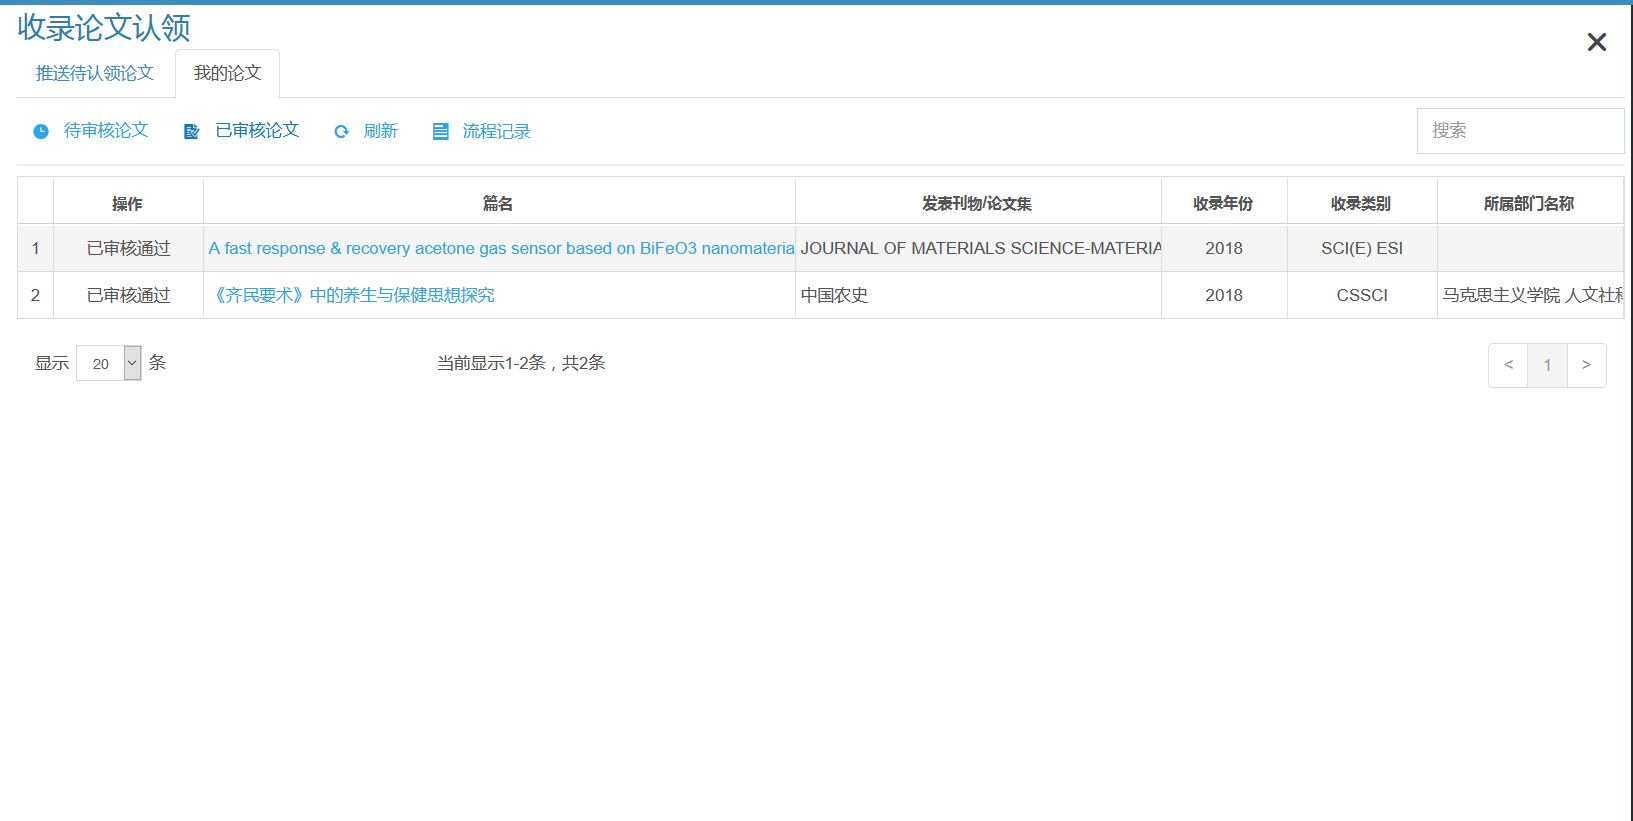 收录论文认领
推送待认领论文 我的论文
待审核论文 已审核论文 刷新 流程记录 搜索
操作 篇名 发表刊物/论文集 收录年份 收录类别 所属部门名称
1 已审核通过 A fast response & recovery acetone gas sensor based on BiFeO3 nanomateria JOURNAL OF MATERIALS SCIENCE-MATERIA 2018 SCI(E) ESI
2 已审核通过 《齐民要术》中的养生与保健思想探究 中国农史 2018 CSSCI 马克思主义学院 人文社科
显示 20 条 当前显示1-2条，共2条 < 1 >